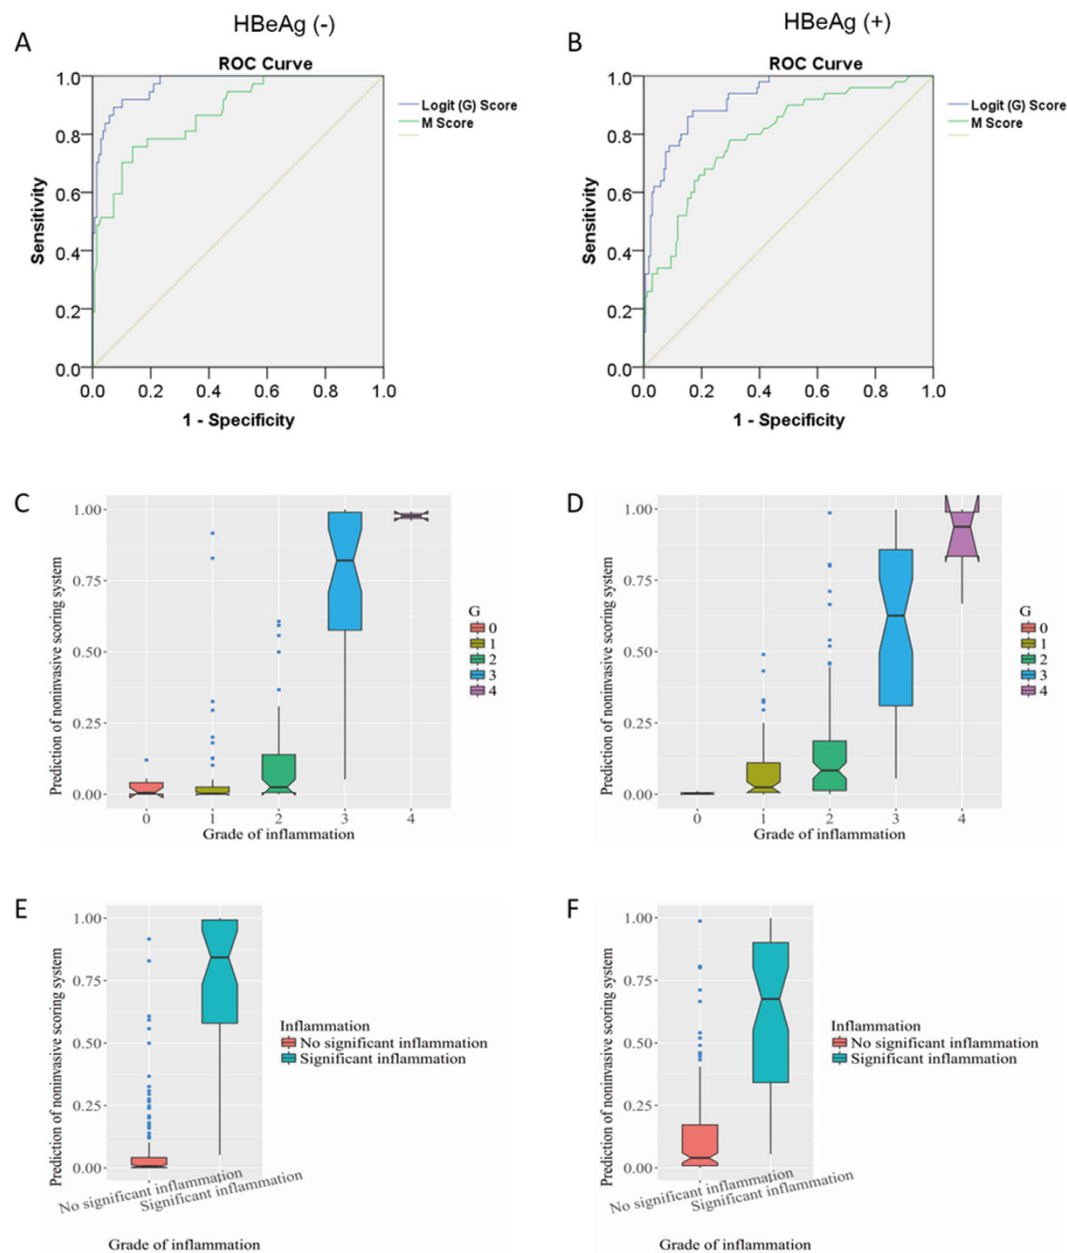 HBeAg (-)
HBeAg (+)
A
ROC Curve
1.0
0.8
0.6
0.4
0.2
0.0
Sensitivity
0.0 0.2 0.4 0.6 0.8 1.0
1 - Specificity
Logit (G) Score
M Score
B
ROC Curve
1.0
0.8
0.6
0.4
0.2
0.0
Sensitivity
0.0 0.2 0.4 0.6 0.8 1.0
1 - Specificity
Logit (G) Score
M Score
C
Prediction of noninvasive scoring system
1.00
0.75
0.50
0.25
0.00
0 1 2 3 4
Grade of inflammation
G
0
1
2
3
4
D
Prediction of noninvasive scoring system
1.00
0.75
0.50
0.25
0.00
0 1 2 3 4
Grade of inflammation
G
0
1
2
3
4
E
Prediction of noninvasive scoring system
1.00
0.75
0.50
0.25
0.00
No significant inflammation
Significant inflammation
Grade of inflammation
Inflammation
No significant inflammation
Significant inflammation
F
Prediction of noninvasive scoring system
1.00
0.75
0.50
0.25
0.00
No significant inflammation
Significant inflammation
Grade of inflammation
Inflammation
No significant inflammation
Significant inflammation